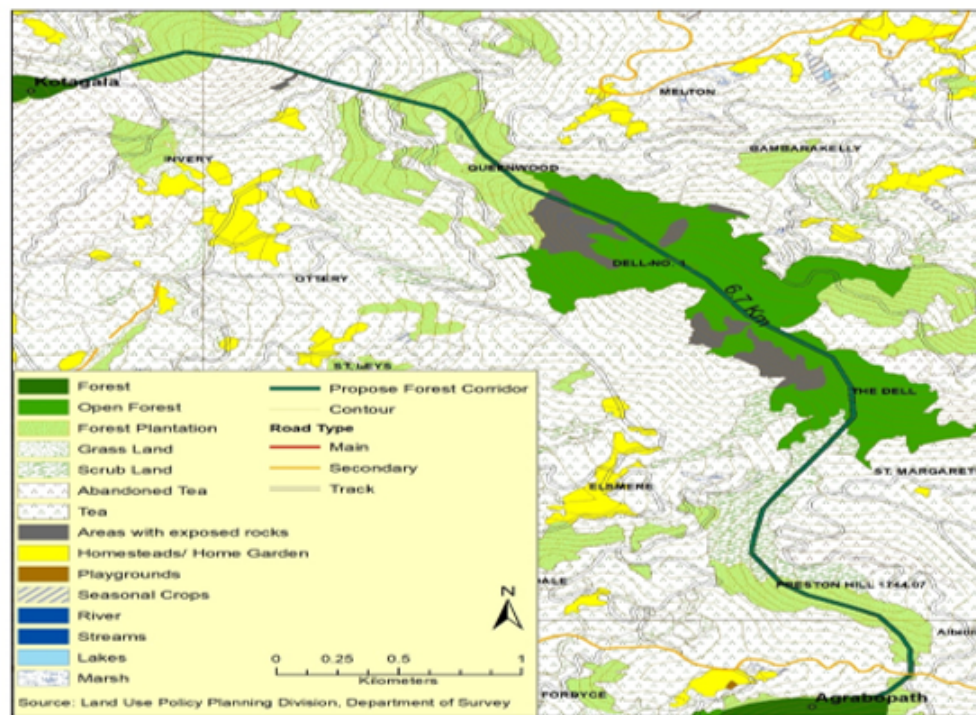 Kotagala
MELTON
GAMBARAKELLY
INVERY
QUEENWOOD
DELL-NO. 1
OTTERY
6.7 Km
ST. LEYS
THE DELL
ST. MARGARET
ELSMERE
DALE
PRESTON HILL 1744.07
FORDYCE
Agrabopath
Forest
Open Forest
Forest Plantation
Grass Land
Scrub Land
Abandoned Tea
Tea
Areas with exposed rocks
Homesteads/ Home Garden
Playgrounds
Seasonal Crops
River
Streams
Lakes
Marsh
Propose Forest Corridor
Contour
Road Type
Main
Secondary
Track
N
0 0.25 0.5 1
Kilometers
Source: Land Use Policy Planning Division, Department of Survey